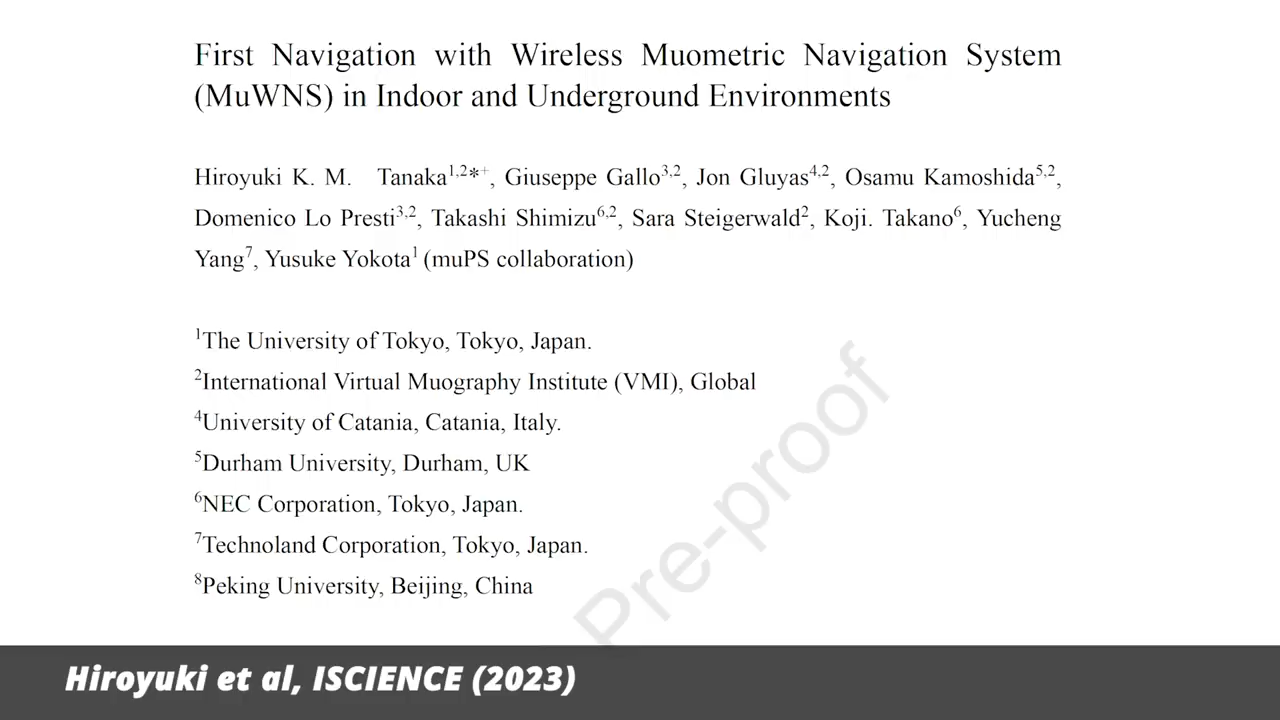 First Navigation with Wireless Muometric Navigation System
(MuWNS) in Indoor and Underground Environments
Hiroyuki K. M. Tanaka1,2*+, Giuseppe Gallo3,2, Jon Gluyas4,2, Osamu Kamoshida5,2,
Domenico Lo Presti3,2, Takashi Shimizu6,2, Sara Steigerwald2, Koji. Takano6, Yucheng
Yang7, Yusuke Yokota1 (muPS collaboration)
1The University of Tokyo, Tokyo, Japan.
2International Virtual Muography Institute (VMI), Global
4University of Catania, Catania, Italy.
5Durham University, Durham, UK
6NEC Corporation, Tokyo, Japan.
7Technoland Corporation, Tokyo, Japan.
8Peking University, Beijing, China
Pre-proof
Hiroyuki et al, ISCIENCE (2023)